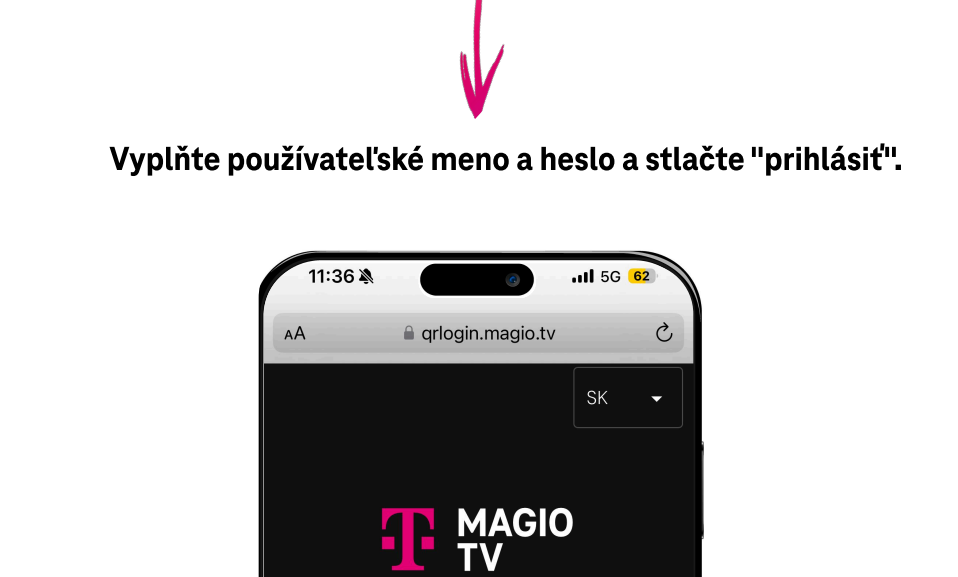 Vyplňte používateľské meno a heslo a stlačte "prihlásiť".
11:36 5G 62
AA qrlogin.magio.tv
SK
T MAGIO
TV